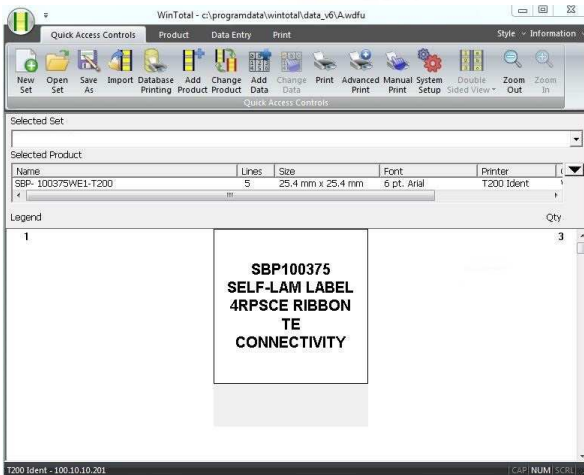 WinTotal - c:\programdata\wintotal\data_v6\A.wdfu
Quick Access Controls Product Data Entry Print Style Information
New Set Open Set Save As Import Database Printing Add Product Change Product Add Data Change Data Print Advanced Print Manual Print System Setup Double Sided View Zoom Out Zoom In
Quick Access Controls
Selected Set
Selected Product
Name Lines Size Font Printer
SBP- 100375WE1-T200 5 25.4 mm x 25.4 mm 6 pt. Arial T200 Ident
Legend Qty
1 3
SBP100375
SELF-LAM LABEL
4RPSCE RIBBON
TE
CONNECTIVITY
T200 Ident - 100.10.10.201 CAP NUM SCRL